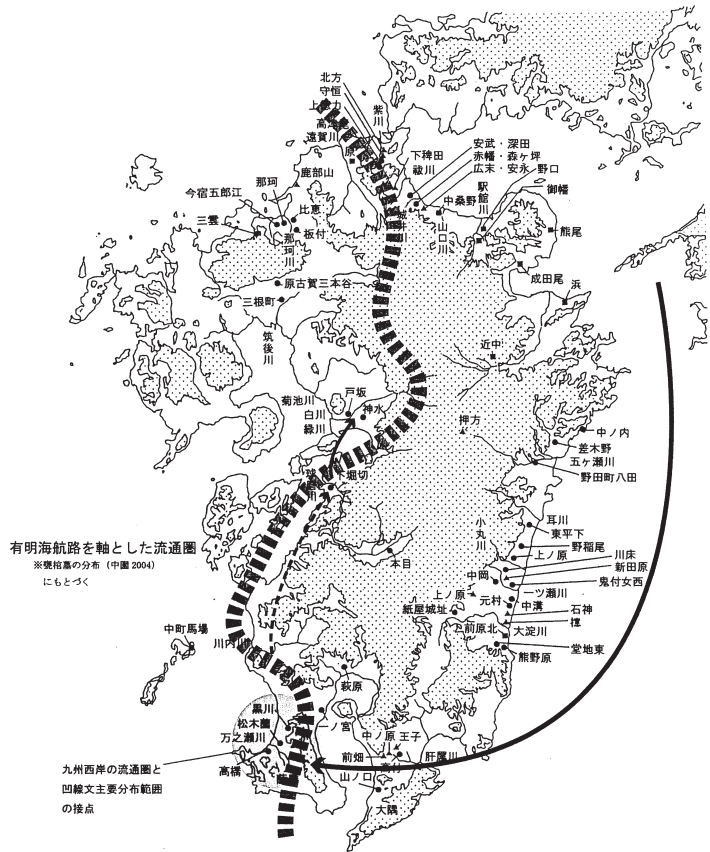 北方
守恒
紫川
遠賀川
原
鹿部山
下稗田
祓川
安武・深田
赤幡・森ヶ坪
広末・安永
野口
中桑野
山口川
駅館川
御幡
熊尾
成田尾
浜
今宿五郎江
那珂
比恵
三雲
那珂川
板付
原古賀三本谷
三根町
筑後川
近中
菊池川
戸坂
白川
神水
緑川
押方
中ノ内
差木野
五ヶ瀬川
野田町八田
堀切
有明海航路を軸とした流通圏
※甕棺墓の分布（中園2004）
にもとづく
本目
小丸川
耳川
東平下
野稲尾
上ノ原
川床
新田原
鬼付女西
中岡
上ノ原
元村
一ツ瀬川
紙屋城址
中溝
石神
檀
上前原北
大淀川
堂地東
熊野原
中町馬場
川内川
萩原
黒川
松木薗
万之瀬川
一ノ宮
高橋
中ノ原
王子
前畑
肝属川
山ノ口
大隅
九州西岸の流通圏と
凹線文主要分布範囲
の接点